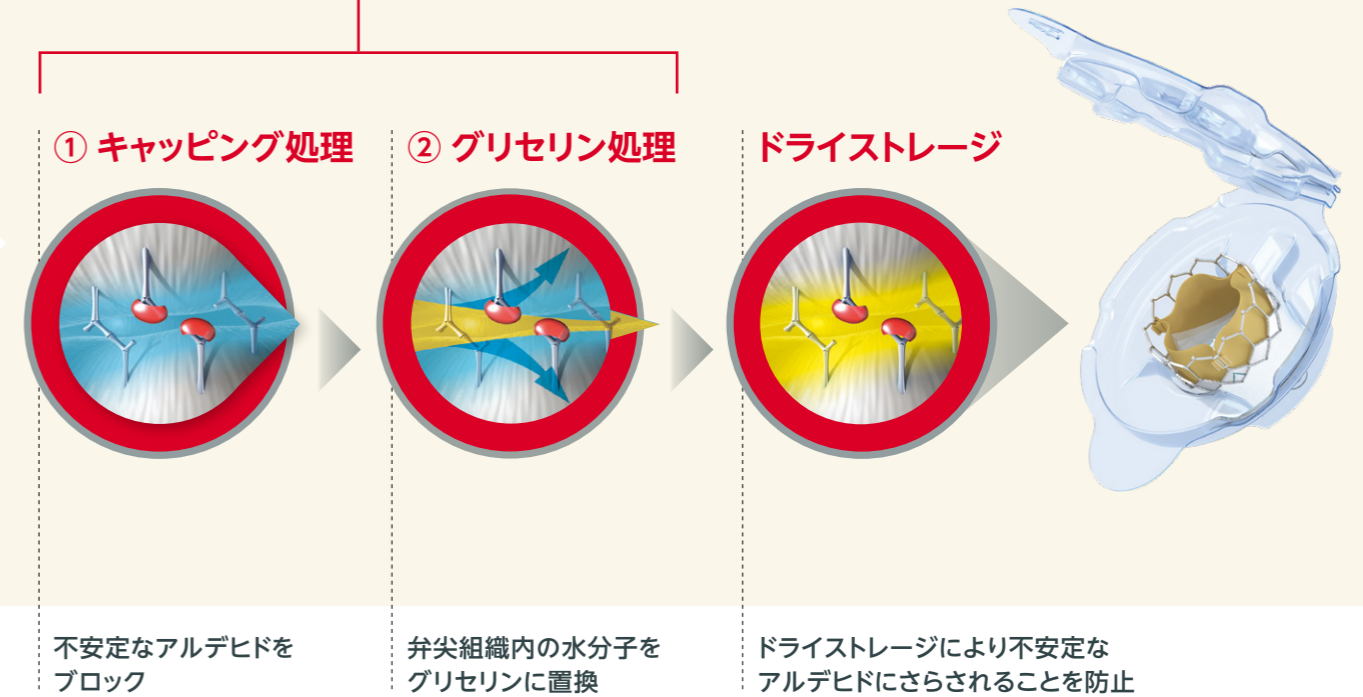 ① キャッピング処理
② グリセリン処理
ドライストレージ
不安定なアルデヒドを
ブロック
弁尖組織内の水分子を
グリセリンに置換
ドライストレージにより不安定な
アルデヒドにさらされることを防止